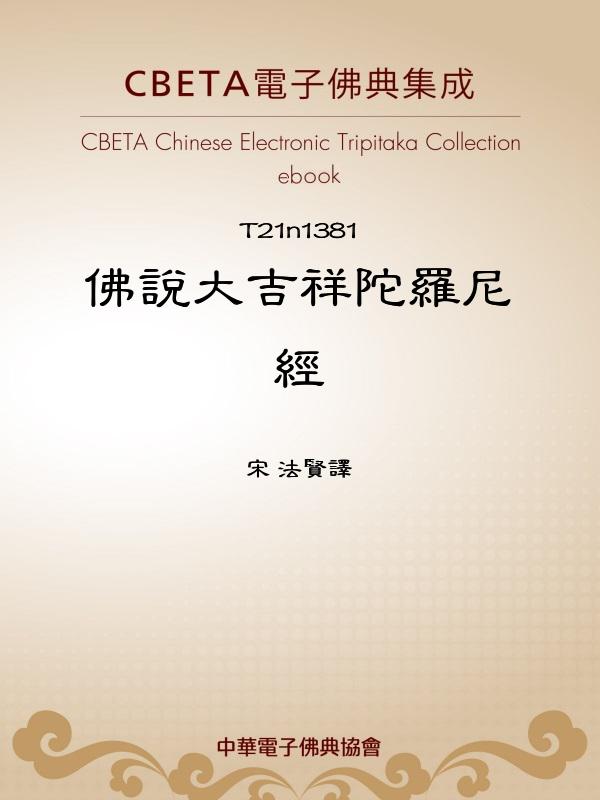 CBETA電子佛典集成
CBETA Chinese Electronic Tripitaka Collection
ebook
T21n1381
佛說大吉祥陀羅尼
經
宋 法賢譯
中華電子佛典協會